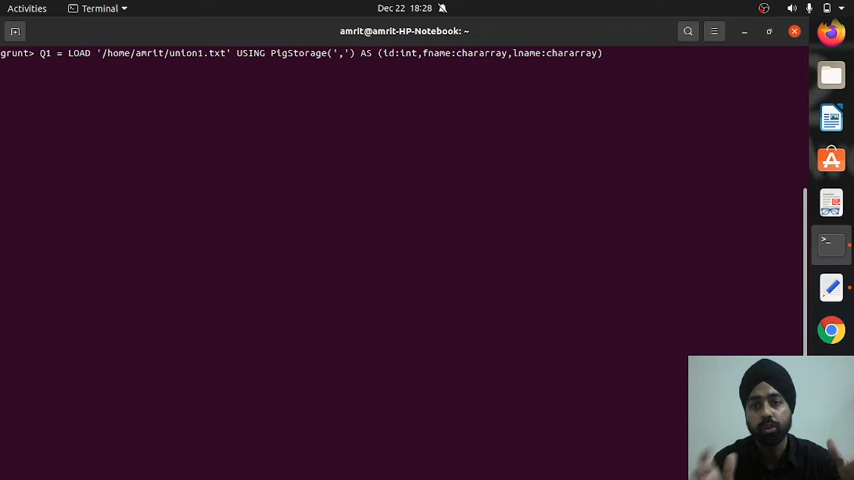 Activities
Terminal
Dec 22 18:28
amrit@amrit-HP-Notebook: ~
grunt> Q1 = LOAD '/home/amrit/union1.txt' USING PigStorage(',') AS (id:int,fname:chararray,lname:chararray)
>_